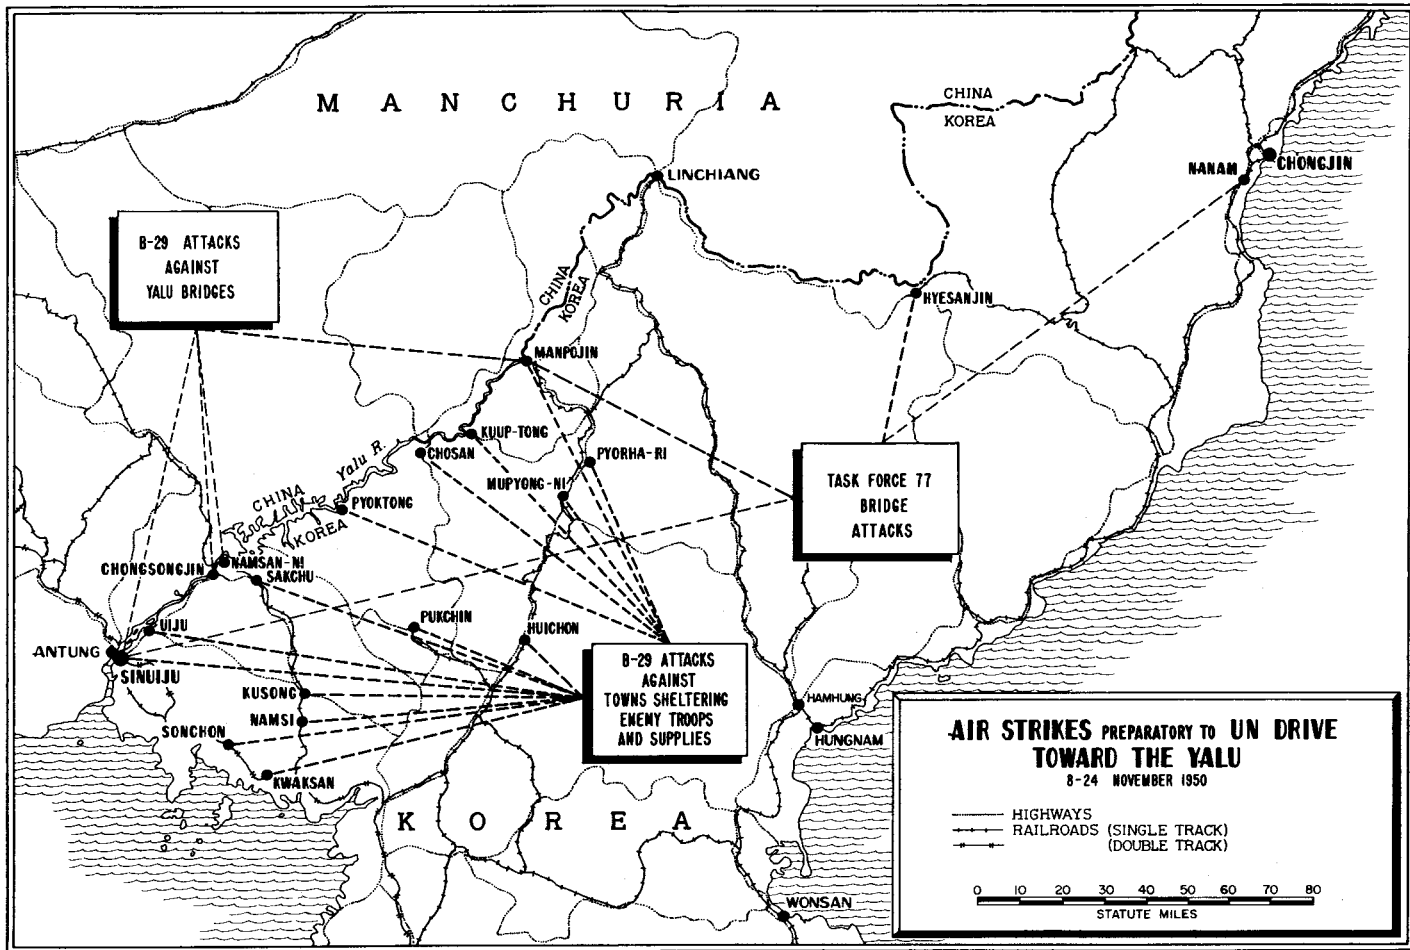 MANCHURIA
CHINA
KOREA
LINCHIANG
NANAM
CHONGJIN
B-29 ATTACKS
AGAINST
YALU BRIDGES
CHINA
KOREA
HYESANJIN
MANPOJIN
KUUP-TONG
Yalu R.
CHOSAN
PYORHA-RI
MUPYONG-NI
TASK FORCE 77
BRIDGE
ATTACKS
CHINA
KOREA
PYOKTONG
NAMSAN-NI
CHONGSONGJIN
SAKCHU
UIJU
PUKCHIN
HUICHON
ANTUNG
SINUIJU
B-29 ATTACKS
AGAINST
TOWNS SHELTERING
ENEMY TROOPS
AND SUPPLIES
KUSONG
NAMSI
SONCHON
KWAKSAN
HAMHUNG
HUNGNAM
KOREA
WONSAN
AIR STRIKES PREPARATORY TO UN DRIVE
TOWARD THE YALU
8-24 NOVEMBER 1950
HIGHWAYS
RAILROADS (SINGLE TRACK)
(DOUBLE TRACK)
0 10 20 30 40 50 60 70 80
STATUTE MILES